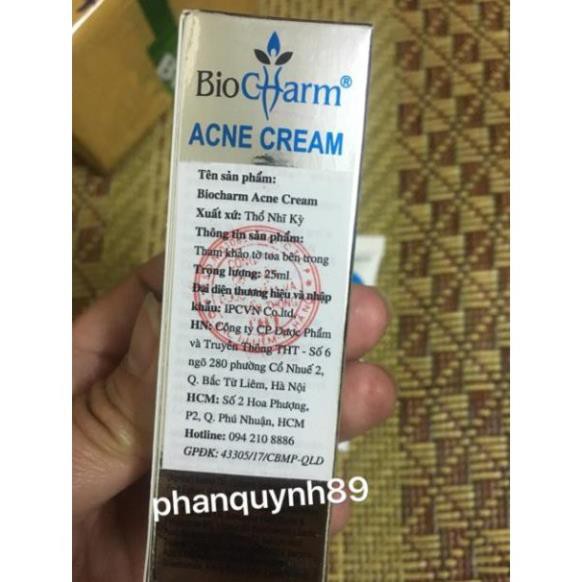 BioCHarm®
ACNE CREAM
Tên sản phẩm:
Biocharm Acne Cream
Xuất xứ: Thổ Nhĩ Kỳ
Thông tin sản phẩm:
Tham khảo tờ toa bên trong
Trọng lượng: 25ml
Đại diện thương hiệu và nhập
khẩu: IPCVN Co.ltd,
HN: Công ty CP Dược Phẩm
và Truyền Thông THT - Số 6
ngõ 280 phường Cổ Nhuế 2,
Q. Bắc Từ Liêm, Hà Nội
HCM: Số 2 Hoa Phượng,
P2, Q. Phú Nhuận, HCM
Hotline: 094 210 8886
GPĐK: 43305/17/CBMP-QLD
phanquynh89